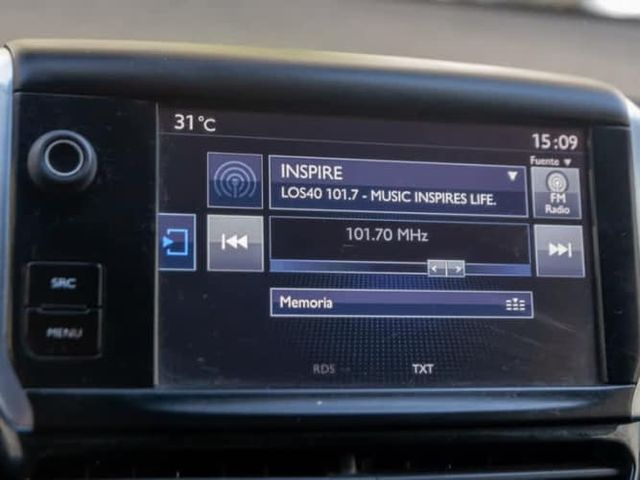 31°C
15:09
Fuente ▼
INSPIRE
LOS40 101.7 - MUSIC INSPIRES LIFE.
FM
Radio
101.70 MHz
SRC
MENU
Memoria
RDS
TXT